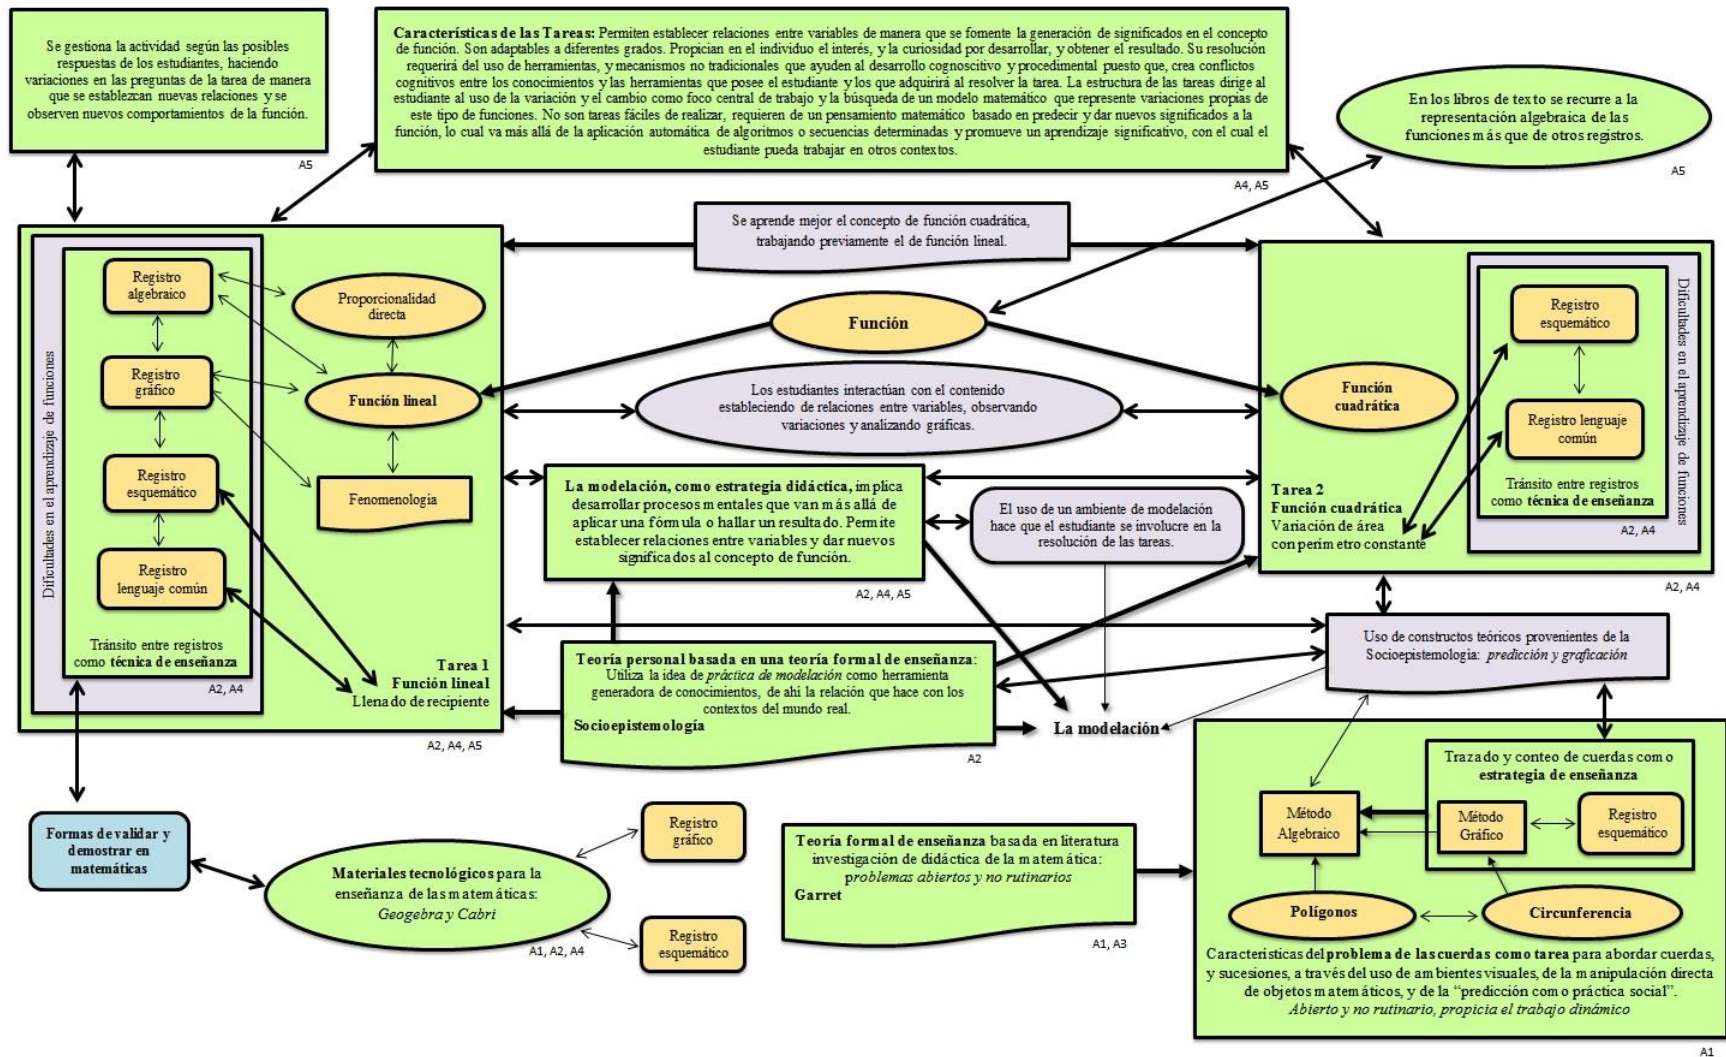 Se gestiona la actividad según las posibles
respuestas de los estudiantes, haciendo
variaciones en las preguntas de la tarea de manera
que se establezcan nuevas relaciones y se
observen nuevos comportamientos de la función.
A5
Características de las Tareas: Permiten establecer relaciones entre variables de manera que se fomente la generación de significados en el concepto
de función. Son adaptables a diferentes grados. Propician en el individuo el interés, y la curiosidad por desarrollar, y obtener el resultado. Su resolución
requerirá del uso de herramientas, y mecanismos no tradicionales que ayuden al desarrollo cognoscitivo y procedimental puesto que, crea conflictos
cognitivos entre los conocimientos y las herramientas que posee el estudiante y los que adquirirá al resolver la tarea. La estructura de las tareas dirige al
estudiante al uso de la variación y el cambio como foco central de trabajo y la búsqueda de un modelo matemático que represente variaciones propias de
este tipo de funciones. No son tareas fáciles de realizar, requieren de un pensamiento matemático basado en predecir y dar nuevos significados a la
función, lo cual va más allá de la aplicación automática de algoritmos o secuencias determinadas y promueve un aprendizaje significativo, con el cual el
estudiante pueda trabajar en otros contextos.
A4, A5
En los libros de texto se recurre a la
representación algebraica de las
funciones más que de otros registros.
A5
Se aprende mejor el concepto de función cuadrática,
trabajando previamente el de función lineal.
Dificultades en el aprendizaje de funciones
Registro
algebraico
Registro
gráfico
Registro
esquemático
Registro
lenguaje común
Tránsito entre registros
como técnica de enseñanza
A2, A4
Proporcionalidad
directa
Función lineal
Fenomenología
Tarea 1
Función lineal
Llenado de recipiente
A2, A4, A5
Función
Los estudiantes interactúan con el contenido
estableciendo de relaciones entre variables, observando
variaciones y analizando gráficas.
La modelación, como estrategia didáctica, implica
desarrollar procesos mentales que van más allá de
aplicar una fórmula o hallar un resultado. Permite
establecer relaciones entre variables y dar nuevos
significados al concepto de función.
A2, A4, A5
El uso de un ambiente de modelación
hace que el estudiante se involucre en la
resolución de las tareas.
Función
cuadrática
Registro
esquemático
Registro lenguaje
común
Tránsito entre registros
como técnica de enseñanza
A2, A4
Dificultades en el aprendizaje de funciones
Tarea 2
Función cuadrática
Variación de área
con perímetro constante
A2, A4
Teoría personal basada en una teoría formal de enseñanza:
Utiliza la idea de práctica de modelación como herramienta
generadora de conocimientos, de ahí la relación que hace con los
contextos del mundo real.
Socioepistemología
A2
La modelación
Uso de constructos teóricos provenientes de la
Socioepistemología: predicción y graficación
Formas de validar y
demostrar en
matemáticas
Materiales tecnológicos para la
enseñanza de las matemáticas:
Geogebra y Cabri
A1, A2, A4
Registro
gráfico
Registro
esquemático
Teoría formal de enseñanza basada en literatura
investigación de didáctica de la matemática:
problemas abiertos y no rutinarios
Garret
A1, A3
Trazado y conteo de cuerdas como
estrategia de enseñanza
Método
Algebraico
Método
Gráfico
Registro
esquemático
Polígonos
Circunferencia
Características del problema de las cuerdas como tarea para abordar cuerdas,
y sucesiones, a través del uso de ambientes visuales, de la manipulación directa
de objetos matemáticos, y de la “predicción como práctica social”.
Abierto y no rutinario, propicia el trabajo dinámico
A1